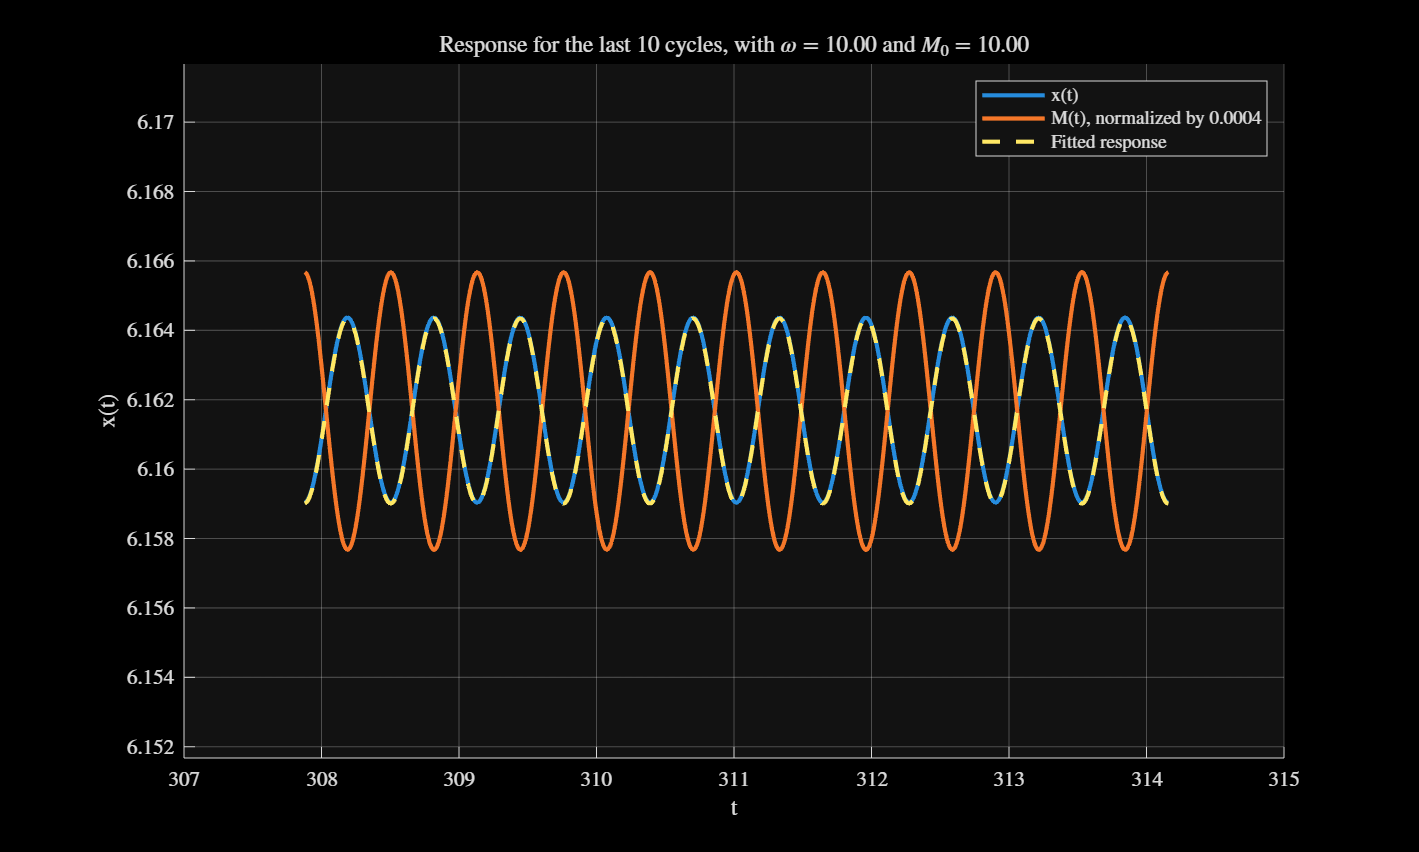 Response for the last 10 cycles, with ω = 10.00 and M₀ = 10.00
x(t)
M(t), normalized by 0.0004
Fitted response
6.17
6.168
6.166
6.164
6.162
6.16
6.158
6.156
6.154
6.152
x(t)
307 308 309 310 311 312 313 314 315
t